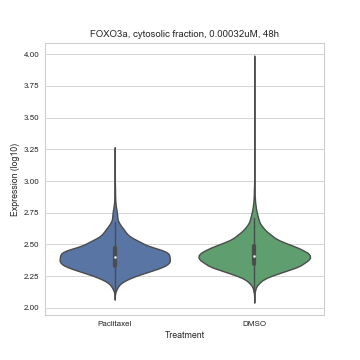 FOXO3a, cytosolic fraction, 0.00032uM, 48h
4.00
3.75
3.50
3.25
3.00
2.75
2.50
2.25
2.00
Expression (log10)
Paclitaxel
DMSO
Treatment